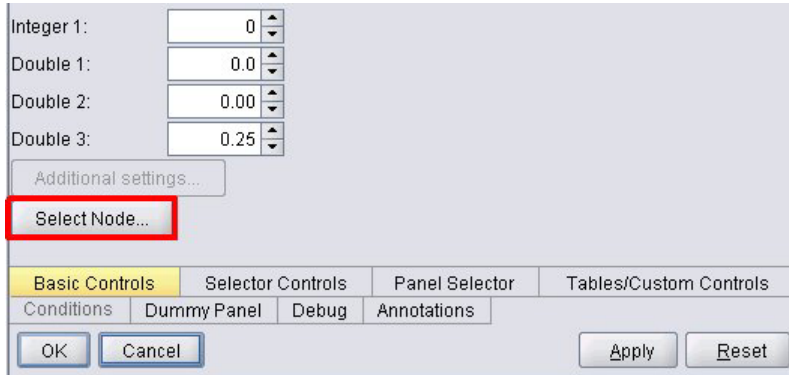 Integer 1: 0
Double 1: 0.0
Double 2: 0.00
Double 3: 0.25
Additional settings...
Select Node...
Basic Controls Selector Controls Panel Selector Tables/Custom Controls
Conditions Dummy Panel Debug Annotations
OK Cancel Apply Reset